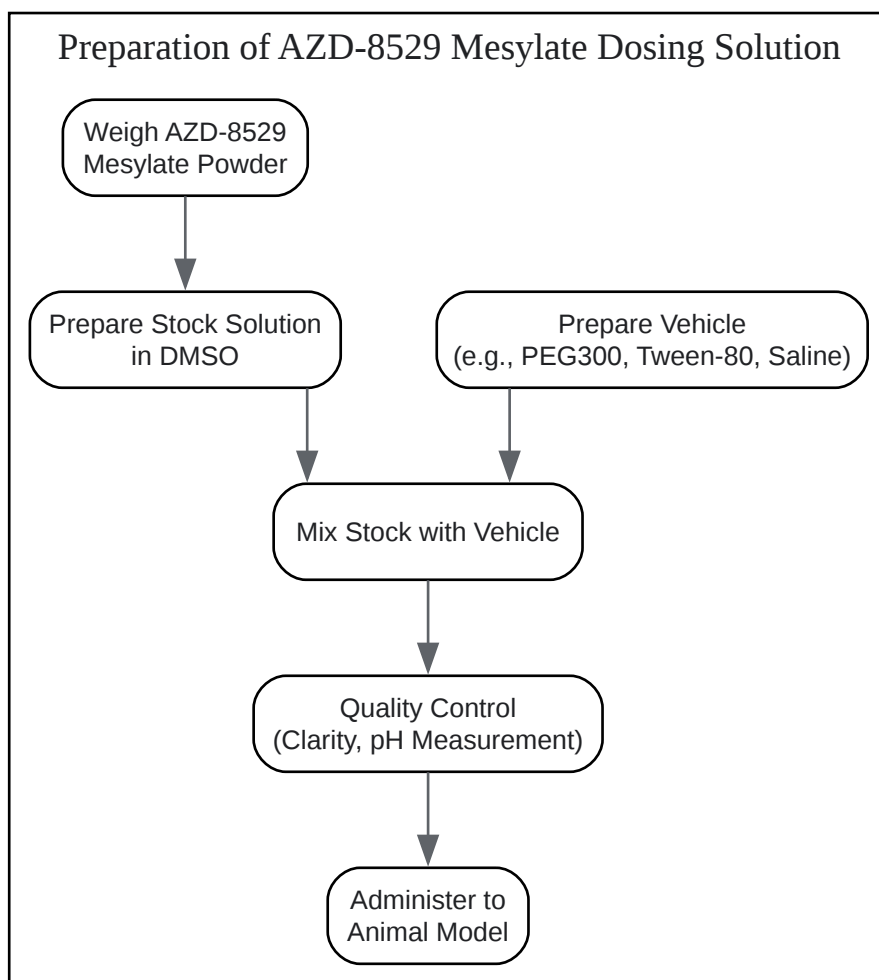 Preparation of AZD-8529 Mesylate Dosing Solution
Weigh AZD-8529
Mesylate Powder
Prepare Stock Solution
in DMSO
Prepare Vehicle
(e.g., PEG300, Tween-80, Saline)
Mix Stock with Vehicle
Quality Control
(Clarity, pH Measurement)
Administer to
Animal Model